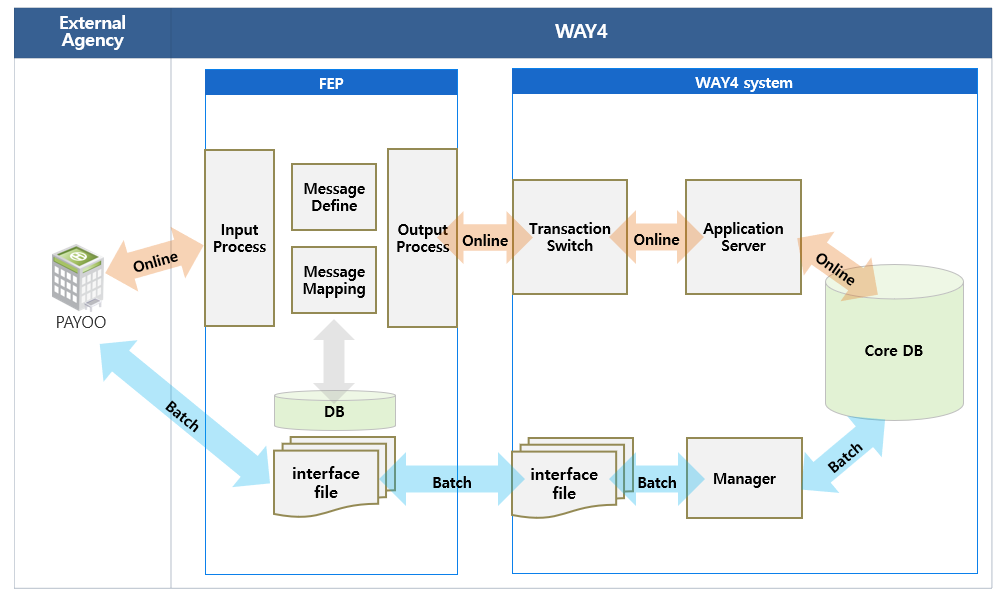 External
Agency
WAY4
FEP
WAY4 system
Message
Define
Input
Process
Output
Process
Message
Mapping
Online
Online
Transaction
Switch
Online
Application
Server
Online
PAYOO
Core DB
DB
Batch
interface
file
Batch
interface
file
Batch
Manager
Batch